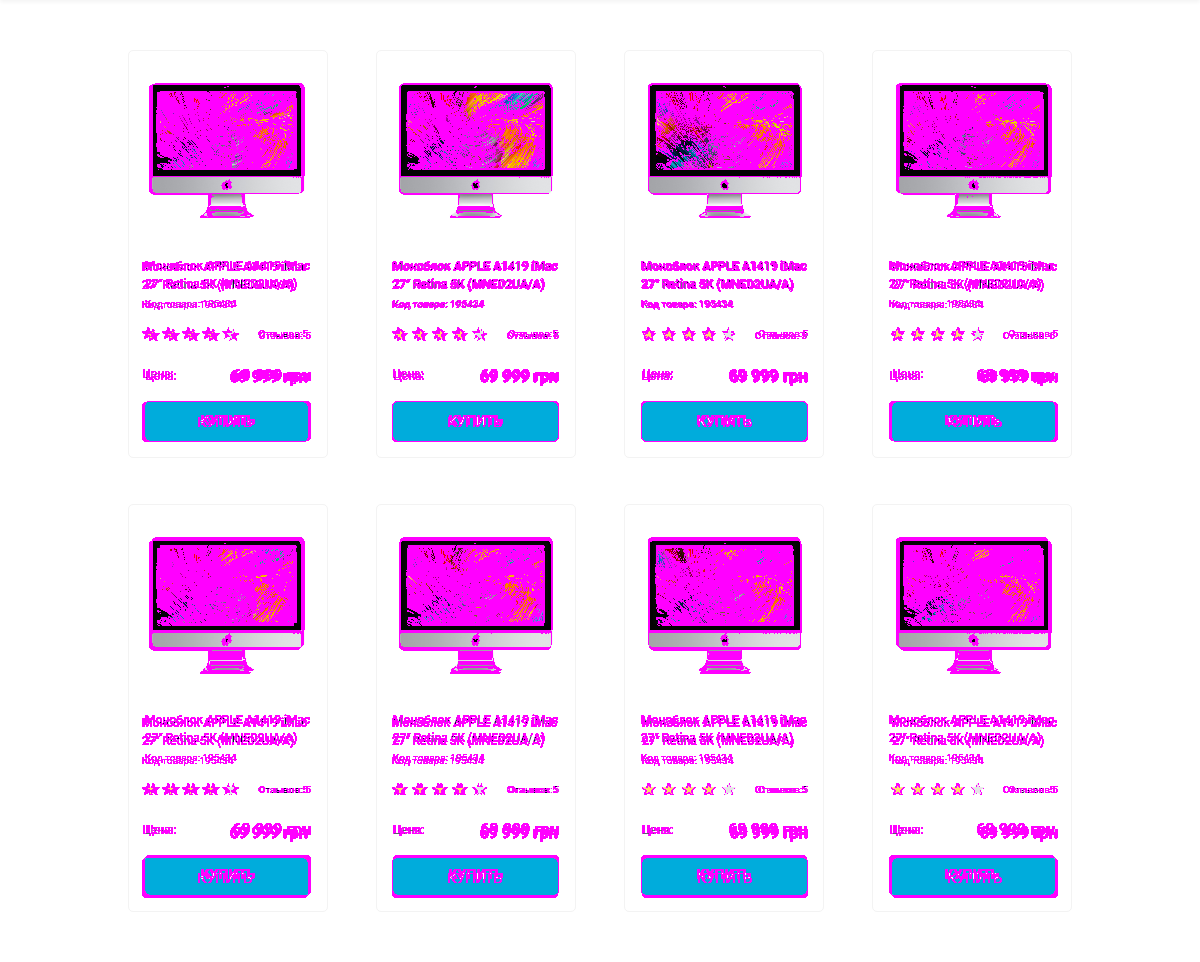 Моноблок APPLE A1419 iMac
27" Retina 5K (MNED2UA/A)
Код товара: 195434
Отзывов: 5
Цена:
69 999 грн
КУПИТЬ
Моноблок APPLE A1419 iMac
27" Retina 5K (MNED2UA/A)
Код товара: 195434
Отзывов: 5
Цена:
69 999 грн
КУПИТЬ
Моноблок APPLE A1419 iMac
27" Retina 5K (MNED2UA/A)
Код товара: 195434
Отзывов: 5
Цена:
69 999 грн
КУПИТЬ
Моноблок APPLE A1419 iMac
27" Retina 5K (MNED2UA/A)
Код товара: 195434
Отзывов: 5
Цена:
69 999 грн
КУПИТЬ
Моноблок APPLE A1419 iMac
27" Retina 5K (MNED2UA/A)
Код товара: 195434
Отзывов: 5
Цена:
69 999 грн
КУПИТЬ
Моноблок APPLE A1419 iMac
27" Retina 5K (MNED2UA/A)
Код товара: 195434
Отзывов: 5
Цена:
69 999 грн
КУПИТЬ
Моноблок APPLE A1419 iMac
27" Retina 5K (MNED2UA/A)
Код товара: 195434
Отзывов: 5
Цена:
69 999 грн
КУПИТЬ
Моноблок APPLE A1419 iMac
27" Retina 5K (MNED2UA/A)
Код товара: 195434
Отзывов: 5
Цена:
69 999 грн
КУПИТЬ